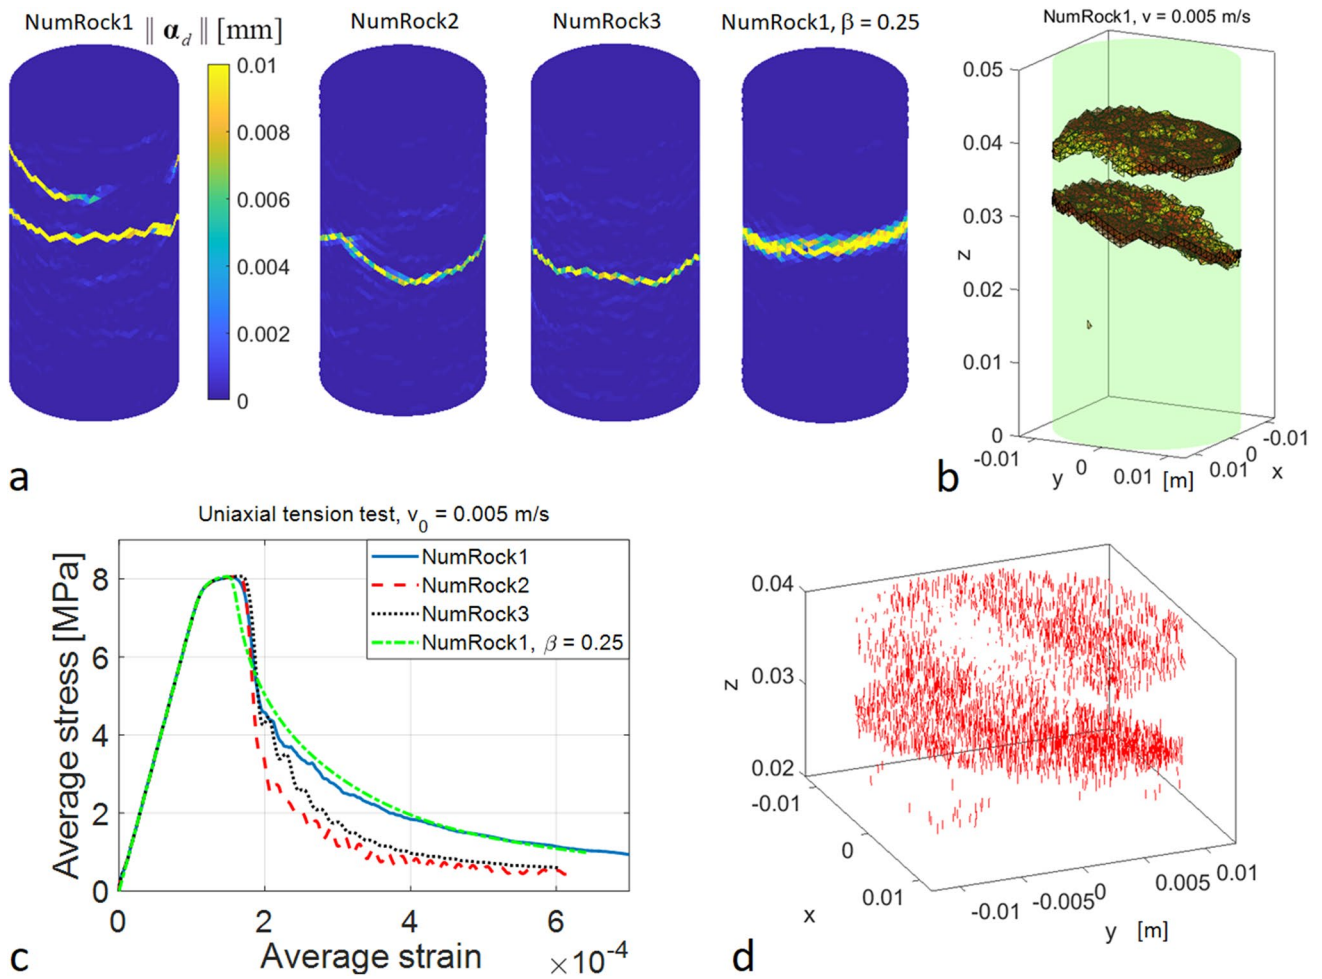 NumRock1
‖ α_d ‖ [mm]
NumRock2
NumRock3
NumRock1, β = 0.25
0.01
0.008
0.006
0.004
0.002
0
a
NumRock1, v = 0.005 m/s
0.05
0.04
0.03
z
0.02
0.01
0
-0.01
y
0
0.01
[m]
0.01
0
x
-0.01
b
Uniaxial tension test, v_0 = 0.005 m/s
NumRock1
NumRock2
NumRock3
NumRock1, β = 0.25
Average stress [MPa]
8
6
4
2
0
0
2
4
6
Average strain
×10^-4
c
0.04
z
0.03
0.02
-0.01
0
x
0.01
-0.01
-0.005
0
0.005
0.01
y [m]
d